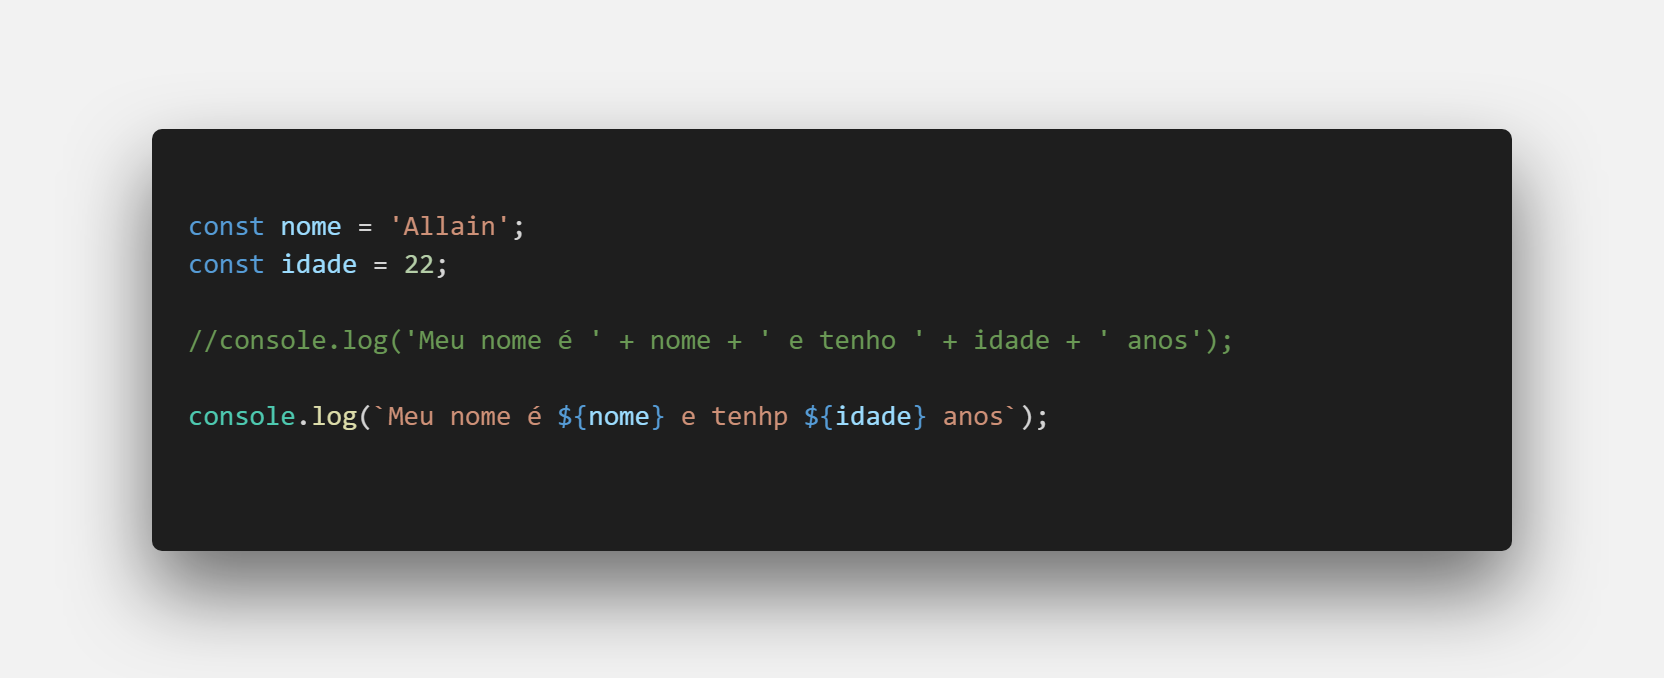 const nome = 'Allain';
const idade = 22;
//console.log('Meu nome é ' + nome + ' e tenho ' + idade + ' anos');
console.log(`Meu nome é ${nome} e tenhp ${idade} anos`);